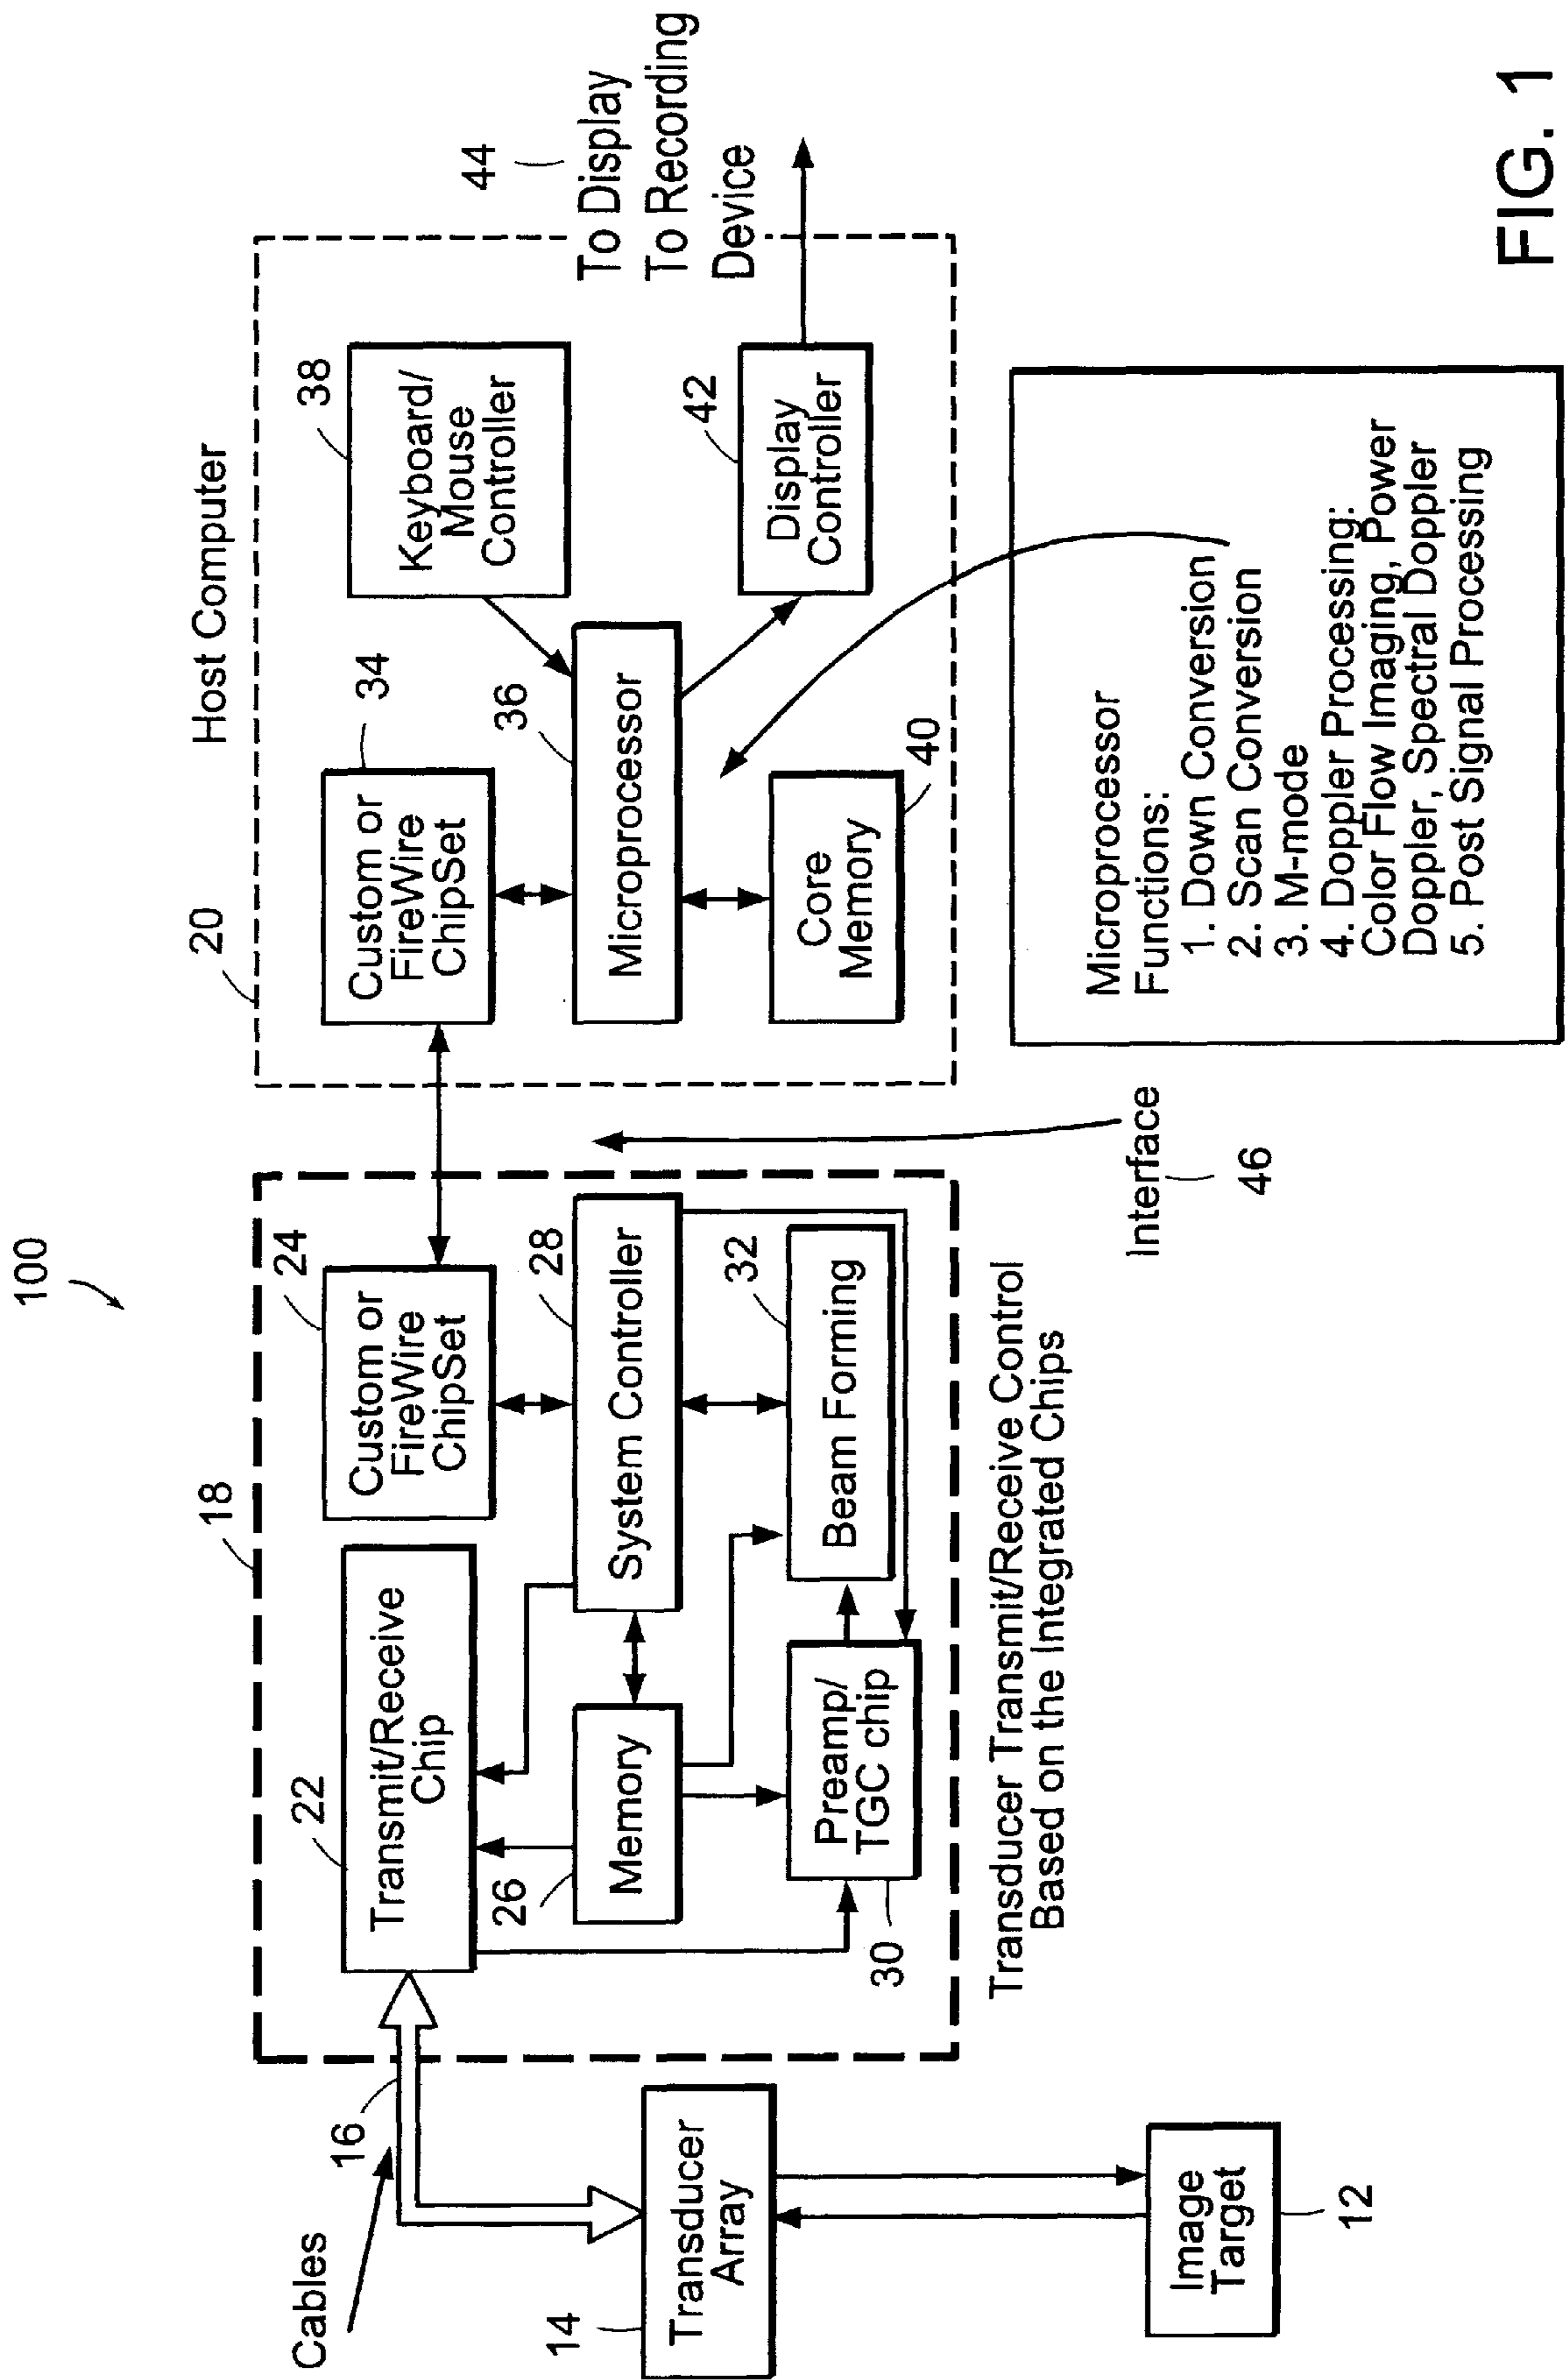 100
Cables
16
14
Transducer
Array
Image
Target
12
18
22
Transmit/Receive
Chip
24
Custom or
FireWire
ChipSet
26
Memory
28
System Controller
30
Preamp/
TGC chip
32
Beam Forming
Transducer Transmit/Receive Control
Based on the Integrated Chips
Interface
46
20
Host Computer
34
Custom or
FireWire
ChipSet
38
Keyboard/
Mouse
Controller
36
Microprocessor
40
Core
Memory
42
Display
Controller
44
To Display
To Recording
Device
Microprocessor
Functions:
1. Down Conversion
2. Scan Conversion
3. M-mode
4. Doppler Processing:
Color Flow Imaging, Power
Doppler, Spectral Doppler
5. Post Signal Processing
FIG. 1